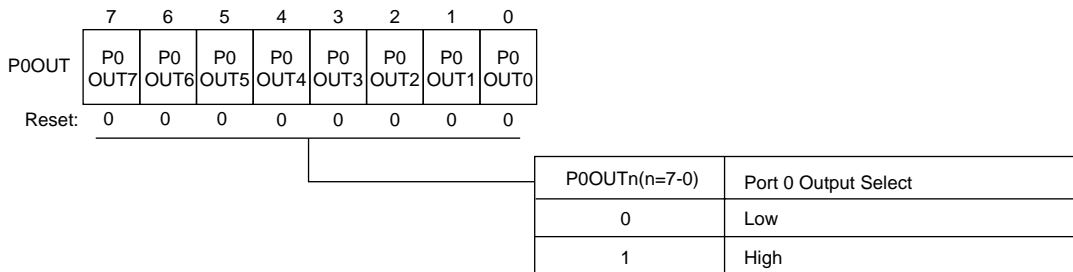 7 6 5 4 3 2 1 0
P0OUT P0 OUT7 P0 OUT6 P0 OUT5 P0 OUT4 P0 OUT3 P0 OUT2 P0 OUT1 P0 OUT0
Reset: 0 0 0 0 0 0 0 0
P0OUTn(n=7-0) Port 0 Output Select
0 Low
1 High